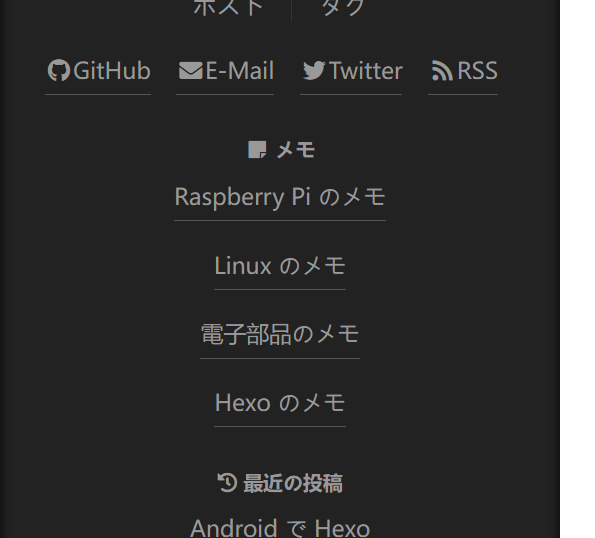 ポスト タグ
GitHub E-Mail Twitter RSS
メモ
Raspberry Pi のメモ
Linux のメモ
電子部品のメモ
Hexo のメモ
最近の投稿
Android で Hexo